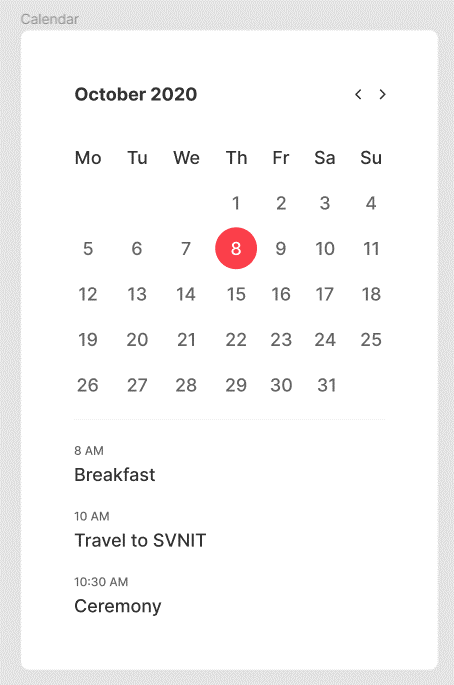 Calendar
October 2020
Mo Tu We Th Fr Sa Su
1 2 3 4
5 6 7 8 9 10 11
12 13 14 15 16 17 18
19 20 21 22 23 24 25
26 27 28 29 30 31
8 AM
Breakfast
10 AM
Travel to SVNIT
10:30 AM
Ceremony